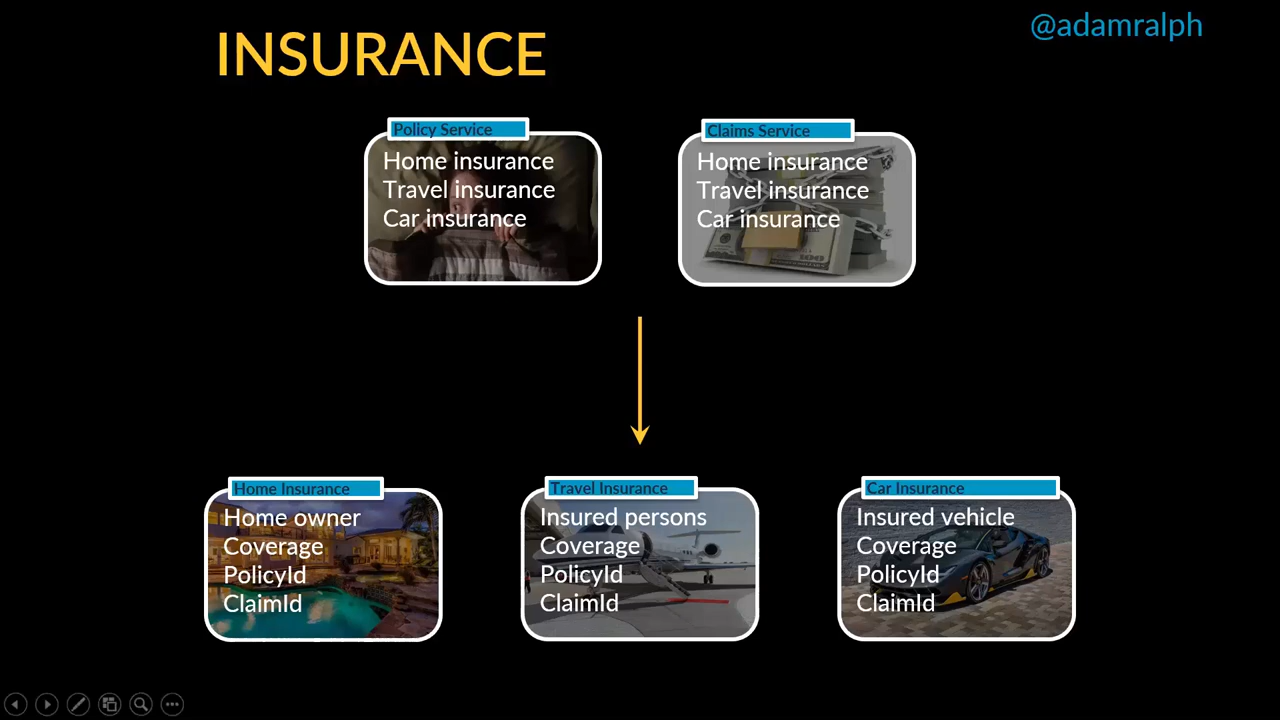 INSURANCE
@adamralph
Policy Service
Home insurance
Travel insurance
Car insurance
Claims Service
Home insurance
Travel insurance
Car insurance
Home Insurance
Home owner
Coverage
PolicyId
ClaimId
Travel Insurance
Insured persons
Coverage
PolicyId
ClaimId
Car Insurance
Insured vehicle
Coverage
PolicyId
ClaimId